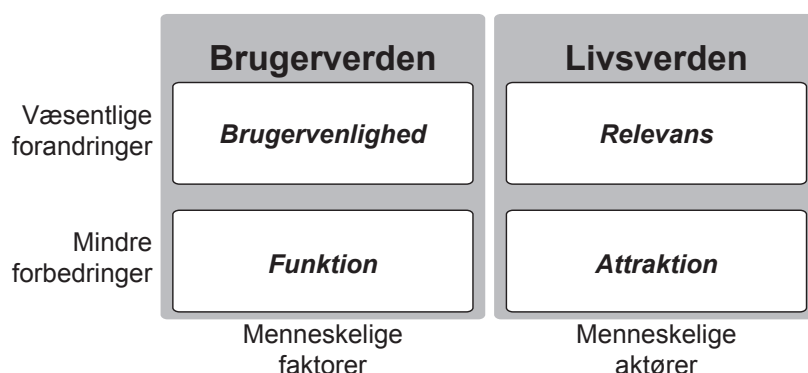 Brugerverden
Livsverden
Væsentlige
forandringer
Brugervenlighed
Relevans
Mindre
forbedringer
Funktion
Attraktion
Menneskelige
faktorer
Menneskelige
aktører